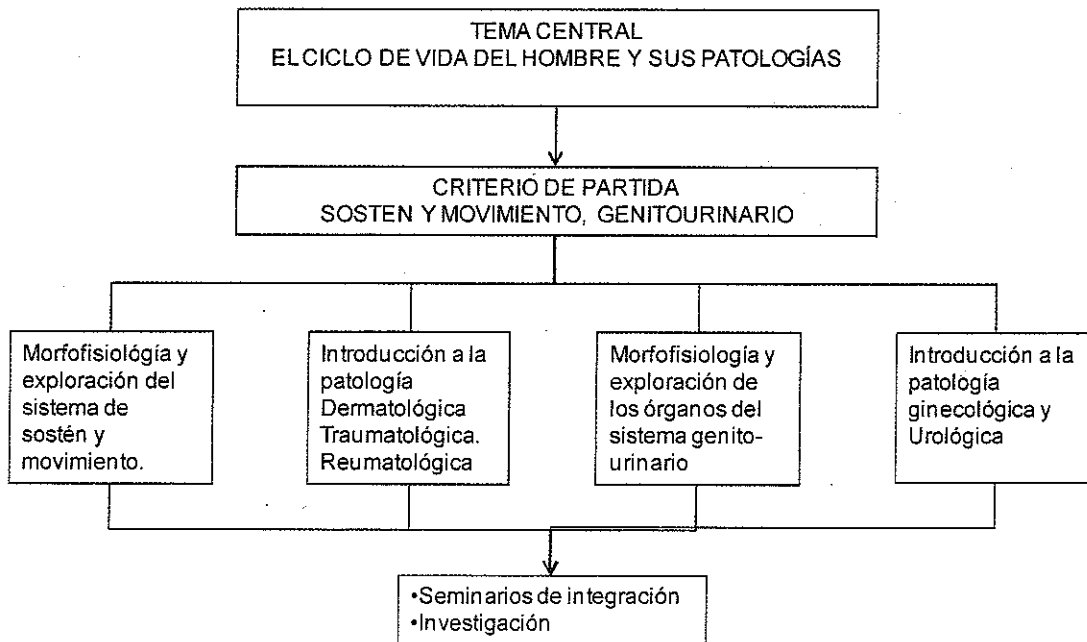 TEMA CENTRAL
EL CICLO DE VIDA DEL HOMBRE Y SUS PATOLOGÍAS
CRITERIO DE PARTIDA
SOSTEN Y MOVIMIENTO, GENITOURINARIO
Morfofisiológía y
exploración del
sistema de
sostén y
movimiento.
Introducción a la
patología
Dermatológica
Traumatológica.
Reumatológica
Morfofisiología y
exploración de
los órganos del
sistema genito-
urinario
Introducción a la
patología
ginecológica y
Urológica
•Seminarios de integración
•Investigación